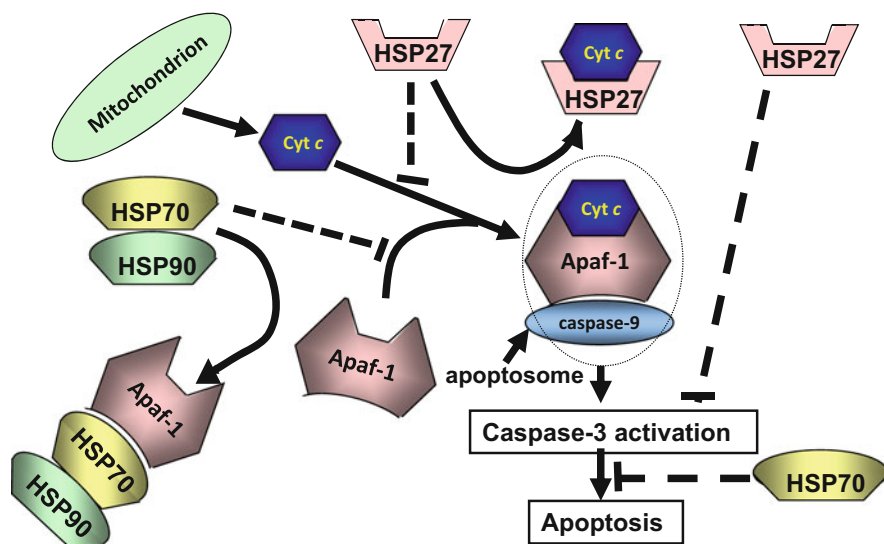 Mitochondrion
HSP27
Cyt c
HSP27
HSP27
Cyt c
HSP70
HSP90
Cyt c
Apaf-1
caspase-9
apoptosome
Apaf-1
Apaf-1
HSP70
HSP90
Caspase-3 activation
HSP70
Apoptosis